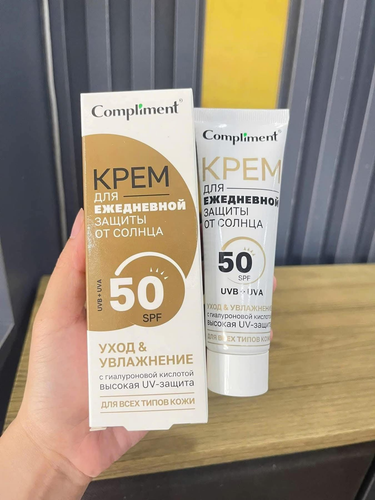 Compliment®
КРЕМ
ДЛЯ
ЕЖЕДНЕВНОЙ
ЗАЩИТЫ
ОТ СОЛНЦА
UVB + UVA
50
SPF
УХОД &
УВЛАЖНЕНИЕ
с гиалуроновой кислотой
высокая UV-защита
ДЛЯ ВСЕХ ТИПОВ КОЖИ
Compliment®
КРЕМ
ДЛЯ
ЕЖЕДНЕВНОЙ
ЗАЩИТЫ
ОТ СОЛНЦА
50
SPF
UVB + UVA
УХОД & УВЛАЖНЕНИЕ
с гиалуроновой кислотой
высокая UV-защита
ДЛЯ ВСЕХ ТИПОВ КОЖИ